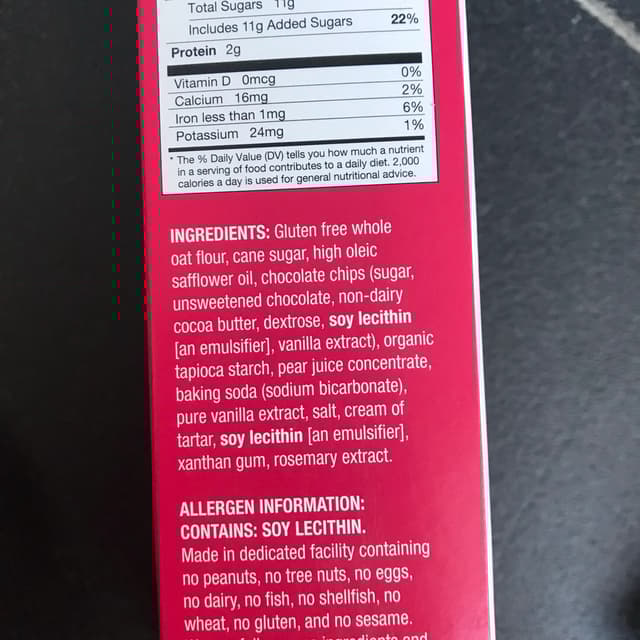 Total Sugars 11g
Includes 11g Added Sugars 22%
Protein 2g
Vitamin D 0mcg 0%
Calcium 16mg 2%
Iron less than 1mg 6%
Potassium 24mg 1%
* The % Daily Value (DV) tells you how much a nutrient
in a serving of food contributes to a daily diet. 2,000
calories a day is used for general nutritional advice.
INGREDIENTS: Gluten free whole
oat flour, cane sugar, high oleic
safflower oil, chocolate chips (sugar,
unsweetened chocolate, non-dairy
cocoa butter, dextrose, soy lecithin
[an emulsifier], vanilla extract), organic
tapioca starch, pear juice concentrate,
baking soda (sodium bicarbonate),
pure vanilla extract, salt, cream of
tartar, soy lecithin [an emulsifier],
xanthan gum, rosemary extract.
ALLERGEN INFORMATION:
CONTAINS: SOY LECITHIN.
Made in dedicated facility containing
no peanuts, no tree nuts, no eggs,
no dairy, no fish, no shellfish, no
wheat, no gluten, and no sesame.
ingredients and